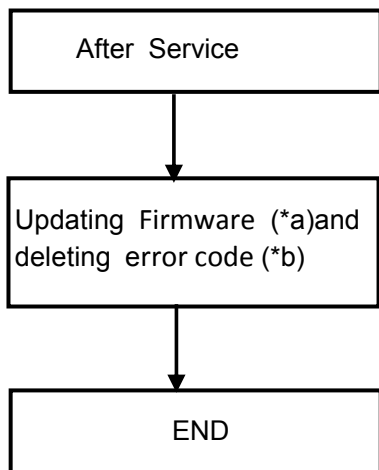 After Service
Updating Firmware (*a)and
deleting error code (*b)
END